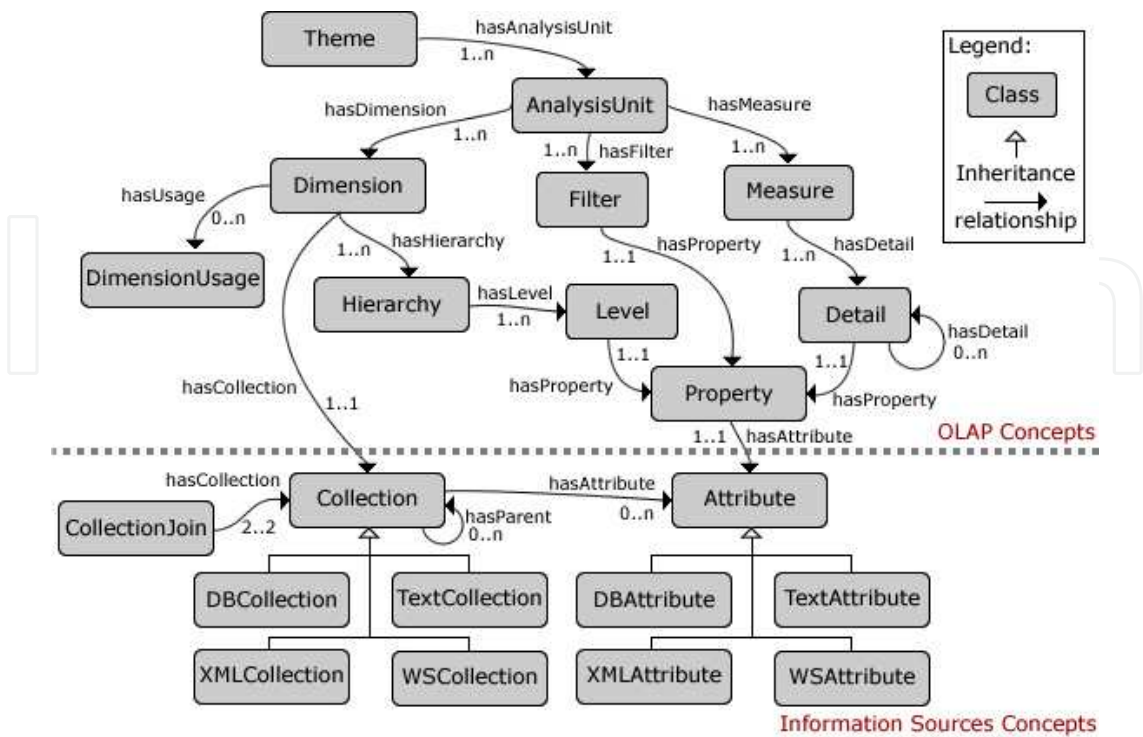 Theme
hasAnalysisUnit
1..n
Legend:
Class
Inheritance
relationship
AnalysisUnit
hasDimension
1..n
1..n
hasFilter
hasMeasure
1..n
Dimension
Filter
Measure
hasUsage
0..n
DimensionUsage
1..n
hasHierarchy
1..1
hasProperty
hasDetail
1..n
Hierarchy
hasLevel
1..n
Level
Detail
hasDetail
0..n
1..1
hasProperty
1..1
hasProperty
Property
hasCollection
1..1
1..1
hasAttribute
OLAP Concepts
hasCollection
2..2
CollectionJoin
Collection
hasParent
0..n
hasAttribute
0..n
Attribute
DBCollection
TextCollection
DBAttribute
TextAttribute
XMLCollection
WSCollection
XMLAttribute
WSAttribute
Information Sources Concepts